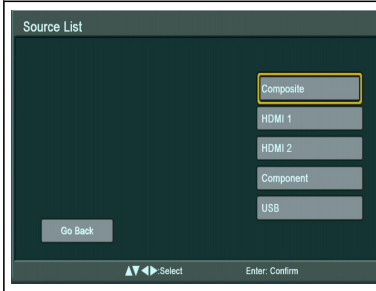 Source List
Composite
HDMI 1
HDMI 2
Component
USB
Go Back
▲▼◀▶:Select Enter: Confirm